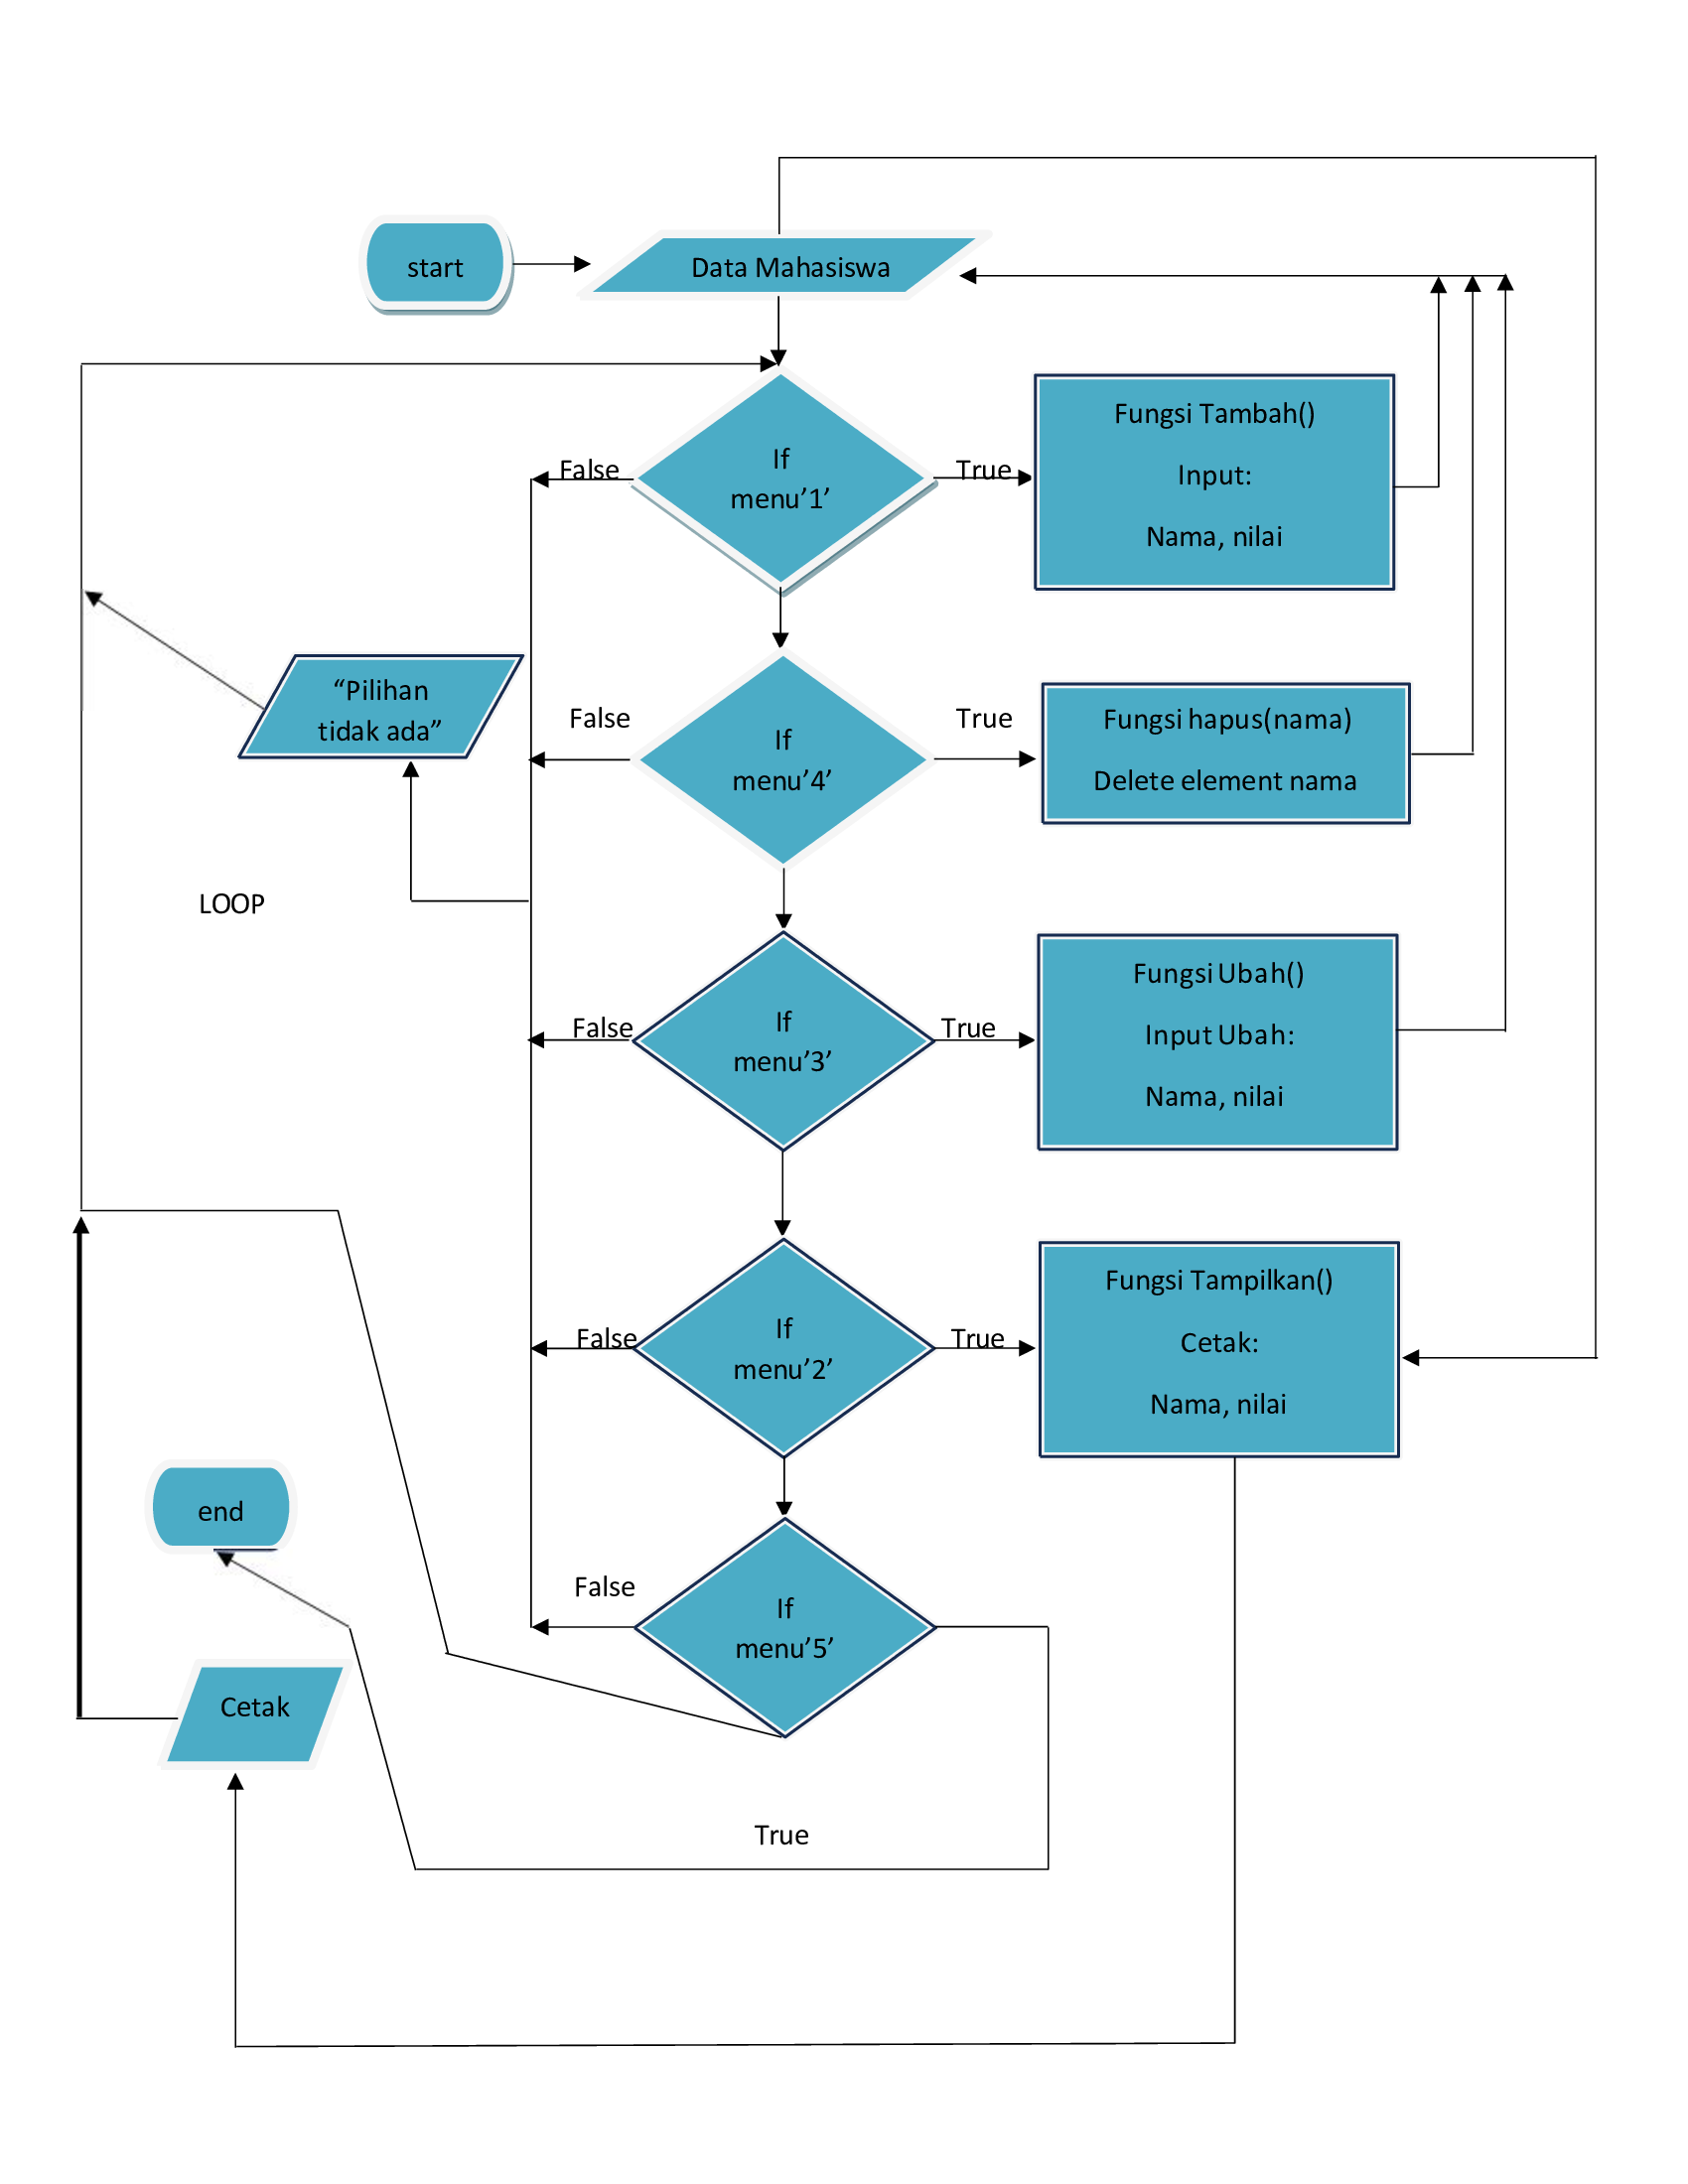 start
Data Mahasiswa
If
menu’1’
False
True
Fungsi Tambah()
Input:
Nama, nilai
“Pilihan
tidak ada”
False
If
menu’4’
True
Fungsi hapus(nama)
Delete element nama
LOOP
False
If
menu’3’
True
Fungsi Ubah()
Input Ubah:
Nama, nilai
False
If
menu’2’
True
Fungsi Tampilkan()
Cetak:
Nama, nilai
end
False
If
menu’5’
Cetak
True